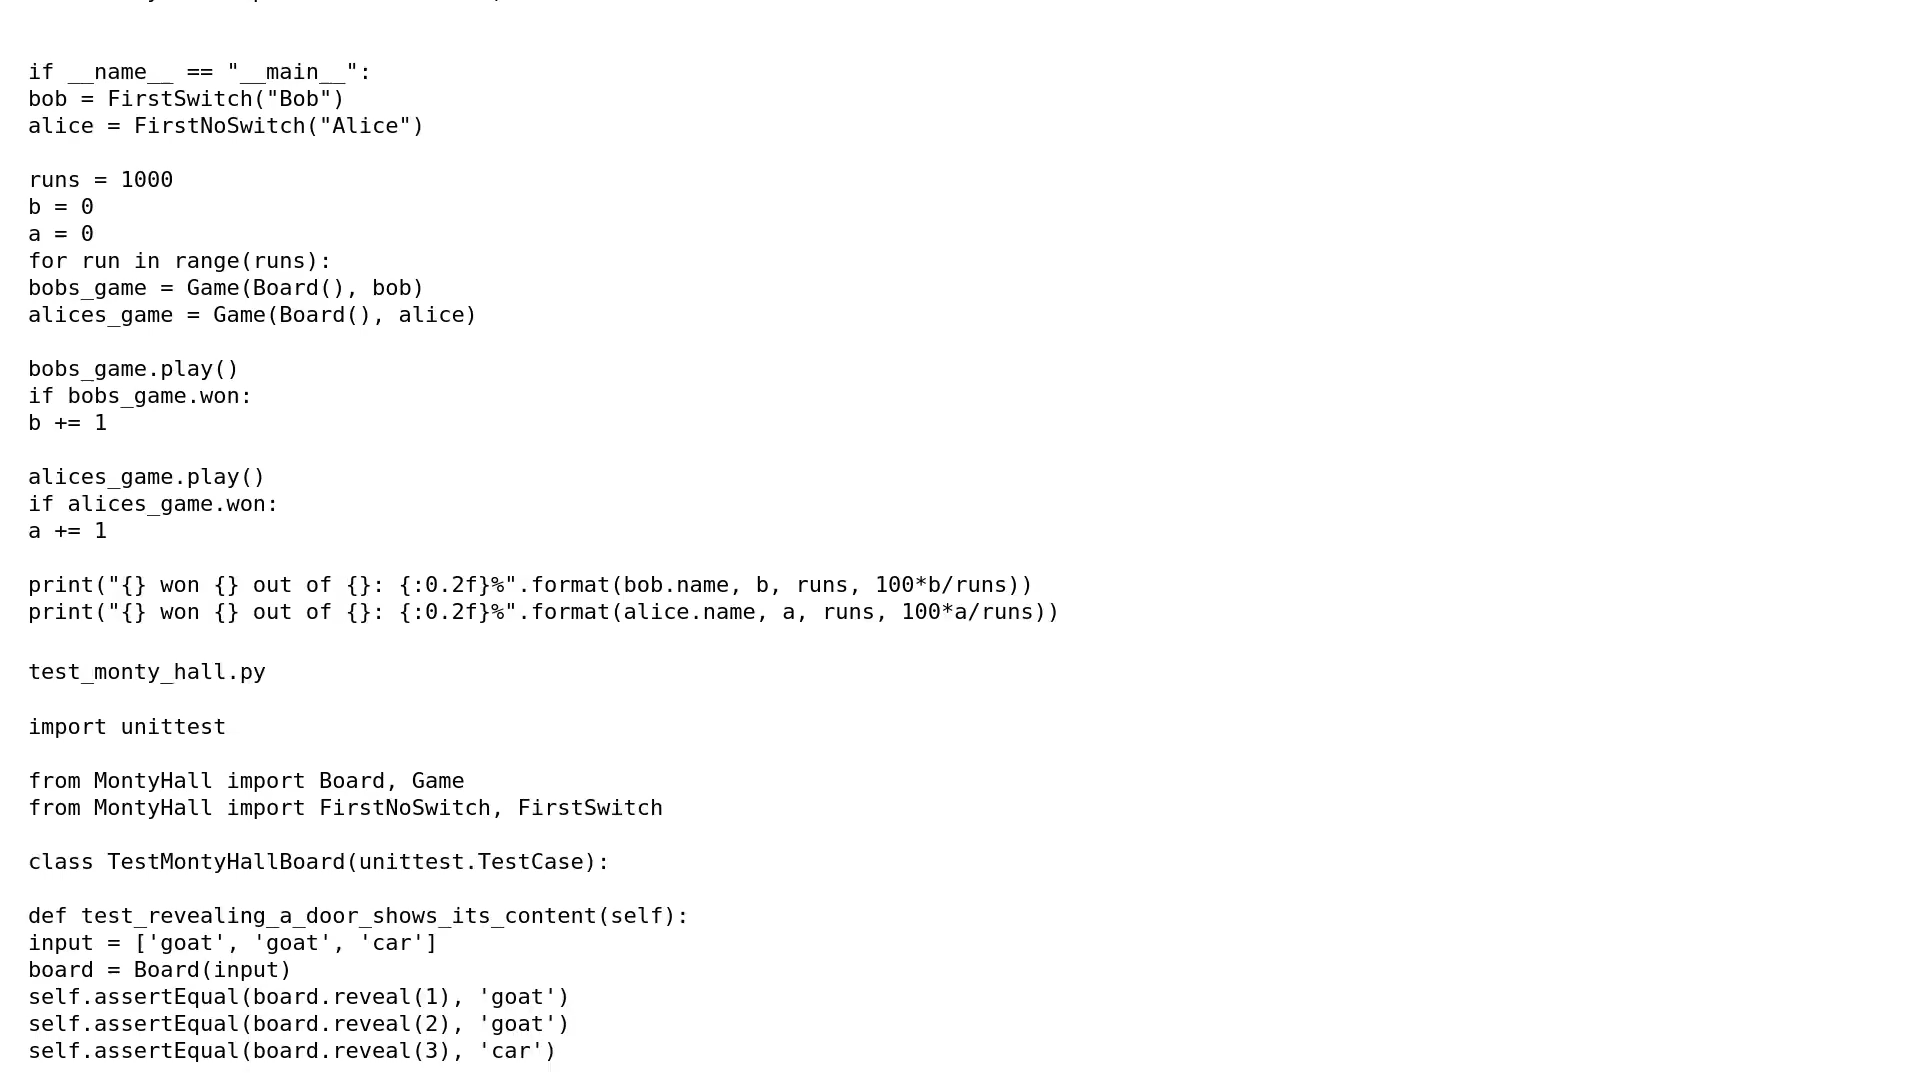 if __name__ == "__main__":
bob = FirstSwitch("Bob")
alice = FirstNoSwitch("Alice")
runs = 1000
b = 0
a = 0
for run in range(runs):
bobs_game = Game(Board(), bob)
alices_game = Game(Board(), alice)
bobs_game.play()
if bobs_game.won:
b += 1
alices_game.play()
if alices_game.won:
a += 1
print("{} won {} out of {}: {:0.2f}%".format(bob.name, b, runs, 100*b/runs))
print("{} won {} out of {}: {:0.2f}%".format(alice.name, a, runs, 100*a/runs))
test_monty_hall.py
import unittest
from MontyHall import Board, Game
from MontyHall import FirstNoSwitch, FirstSwitch
class TestMontyHallBoard(unittest.TestCase):
def test_revealing_a_door_shows_its_content(self):
input = ['goat', 'goat', 'car']
board = Board(input)
self.assertEqual(board.reveal(1), 'goat')
self.assertEqual(board.reveal(2), 'goat')
self.assertEqual(board.reveal(3), 'car')